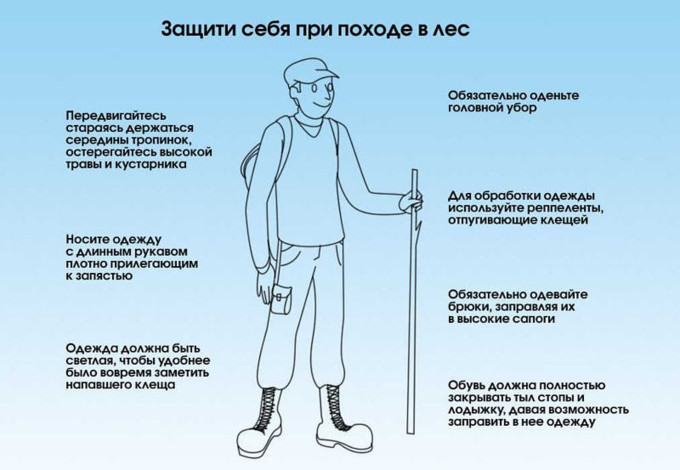 Защити себя при походе в лес
Передвигайтесь
стараясь держаться
середины тропинок,
остерегайтесь высокой
травы и кустарника
Носите одежду
с длинным рукавом
плотно прилегающим
к запястью
Одежда должна быть
светлая, чтобы удобнее
было вовремя заметить
напавшего клеща
Обязательно оденьте
головной убор
Для обработки одежды
используйте реппеленты,
отпугивающие клещей
Обязательно одевайте
брюки, заправляя их
в высокие сапоги
Обувь должна полностью
закрывать тыл стопы и
лодыжку, давая возможность
заправить в нее одежду